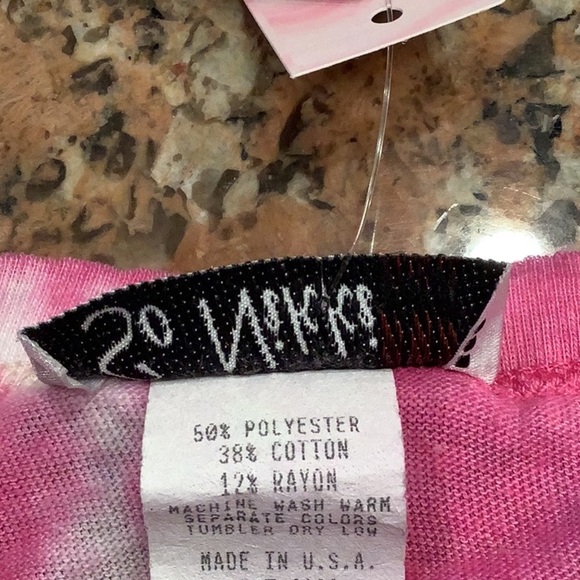 So Nikki
50% POLYESTER
38% COTTON
12% RAYON
MACHINE WASH WARM
SEPARATE COLORS
TUMBLER DRY LOW
MADE IN U.S.A.